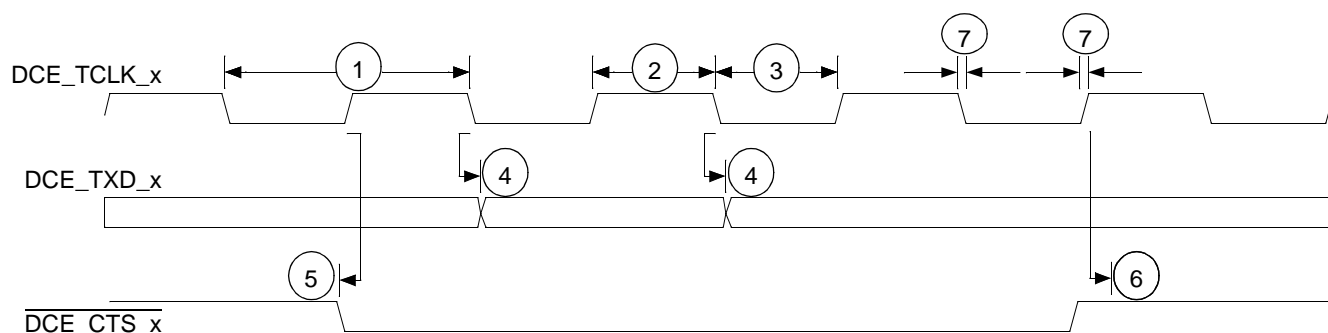 7 7
DCE_TCLK_x 1 2 3
DCE_TXD_x 4 4
5 6
DCE_CTS_x